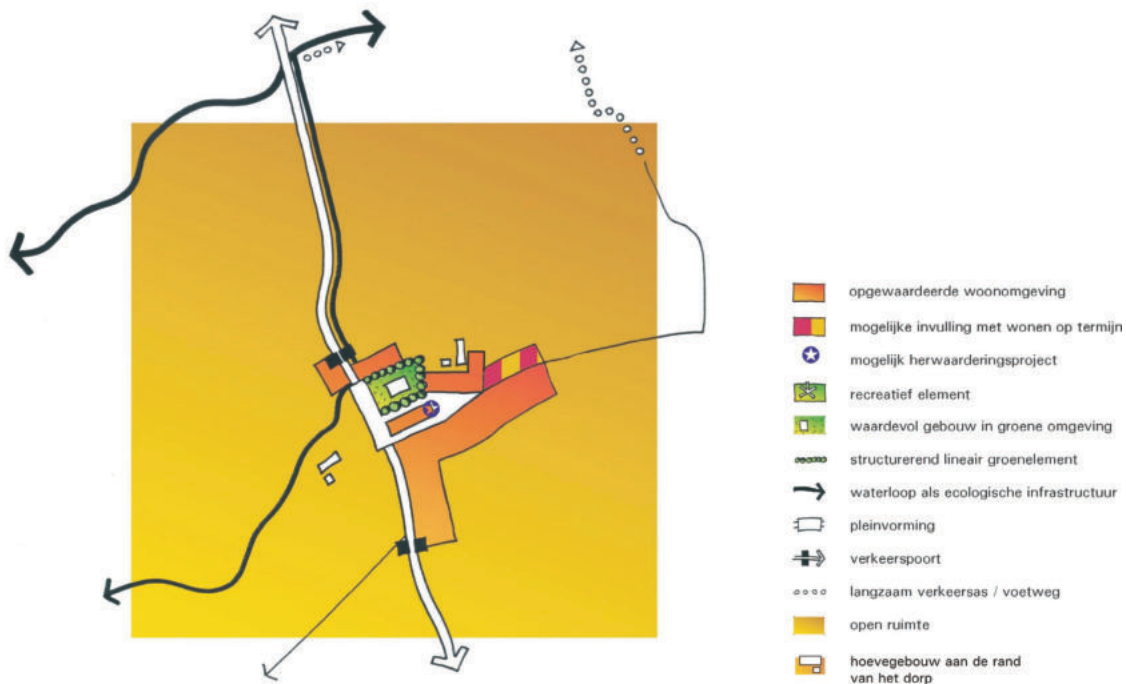 opgewaardeerde woonomgeving
mogelijke invulling met wonen op termijn
mogelijk herwaarderingsproject
recreatief element
waardevol gebouw in groene omgeving
structurerend lineair groenelement
waterloop als ecologische infrastructuur
pleinvorming
verkeerspoort
langzaam verkeersas / voetweg
open ruimte
hoevegebouw aan de rand
van het dorp